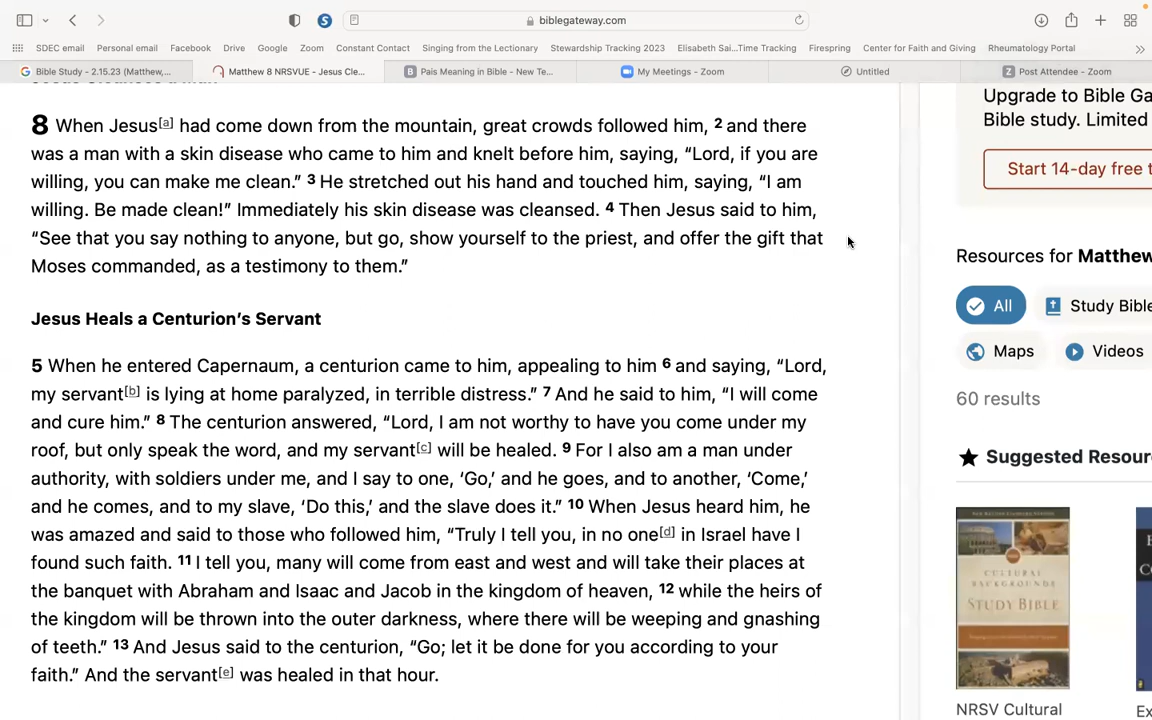 biblegateway.com
SDEC email Personal email Facebook Drive Google Zoom Constant Contact Singing from the Lectionary Stewardship Tracking 2023 Elisabeth Sai...Time Tracking Firespring Center for Faith and Giving Rheumatology Portal
Bible Study - 2.15.23 (Matthew,... Matthew 8 NRSVUE - Jesus Cle... Pais Meaning in Bible - New Te... My Meetings - Zoom Untitled Post Attendee - Zoom
8 When Jesus[a] had come down from the mountain, great crowds followed him, 2 and there
was a man with a skin disease who came to him and knelt before him, saying, “Lord, if you are
willing, you can make me clean.” 3 He stretched out his hand and touched him, saying, “I am
willing. Be made clean!” Immediately his skin disease was cleansed. 4 Then Jesus said to him,
“See that you say nothing to anyone, but go, show yourself to the priest, and offer the gift that
Moses commanded, as a testimony to them.”
Jesus Heals a Centurion’s Servant
5 When he entered Capernaum, a centurion came to him, appealing to him 6 and saying, “Lord,
my servant[b] is lying at home paralyzed, in terrible distress.” 7 And he said to him, “I will come
and cure him.” 8 The centurion answered, “Lord, I am not worthy to have you come under my
roof, but only speak the word, and my servant[c] will be healed. 9 For I also am a man under
authority, with soldiers under me, and I say to one, ‘Go,’ and he goes, and to another, ‘Come,’
and he comes, and to my slave, ‘Do this,’ and the slave does it.” 10 When Jesus heard him, he
was amazed and said to those who followed him, “Truly I tell you, in no one[d] in Israel have I
found such faith. 11 I tell you, many will come from east and west and will take their places at
the banquet with Abraham and Isaac and Jacob in the kingdom of heaven, 12 while the heirs of
the kingdom will be thrown into the outer darkness, where there will be weeping and gnashing
of teeth.” 13 And Jesus said to the centurion, “Go; let it be done for you according to your
faith.” And the servant[e] was healed in that hour.
Upgrade to Bible Ga
Bible study. Limited
Start 14-day free t
Resources for Matthew
All Study Bible
Maps Videos
60 results
Suggested Resour
CULTURAL
BACKGROUNDS
STUDY BIBLE
NRSV Cultural Ex